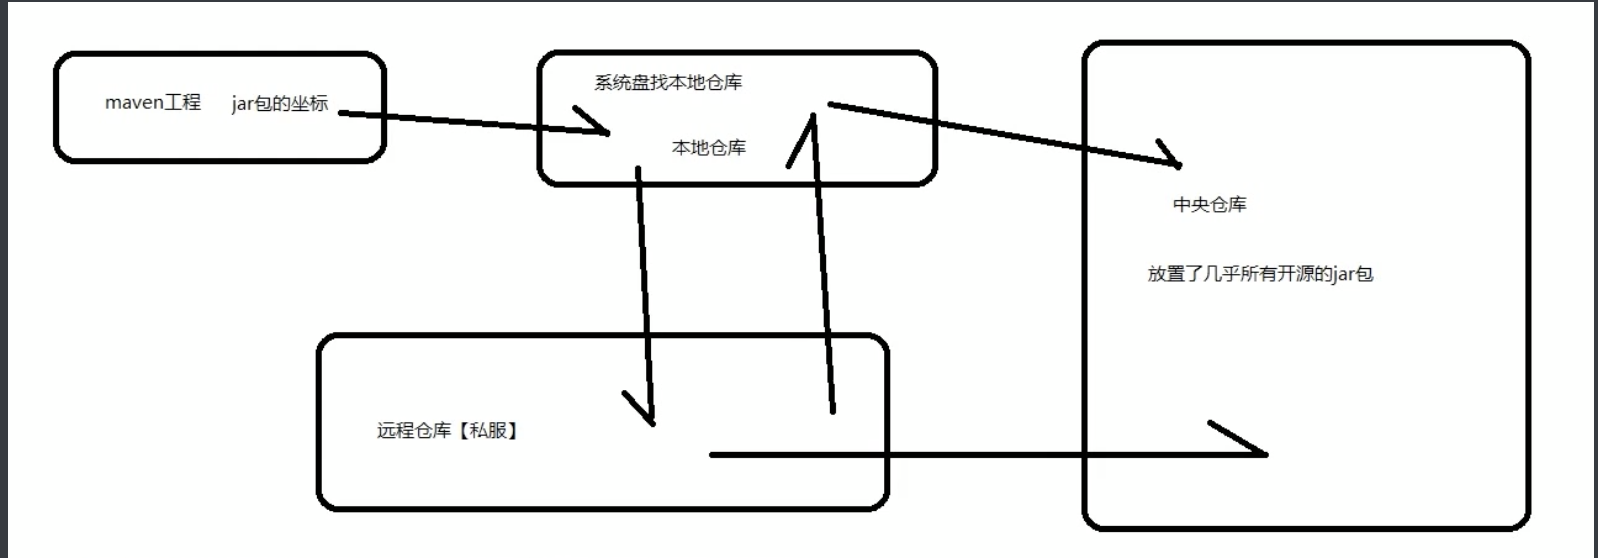 maven工程 jar包的坐标
系统盘找本地仓库
本地仓库
中央仓库
放置了几乎所有开源的jar包
远程仓库【私服】